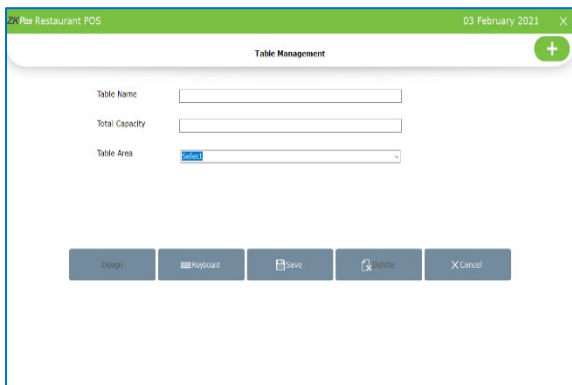 ZKPos Restaurant POS 03 February 2021 X
Table Management +
Table Name
Total Capacity
Table Area Select
Design Keyboard Save Delete Cancel